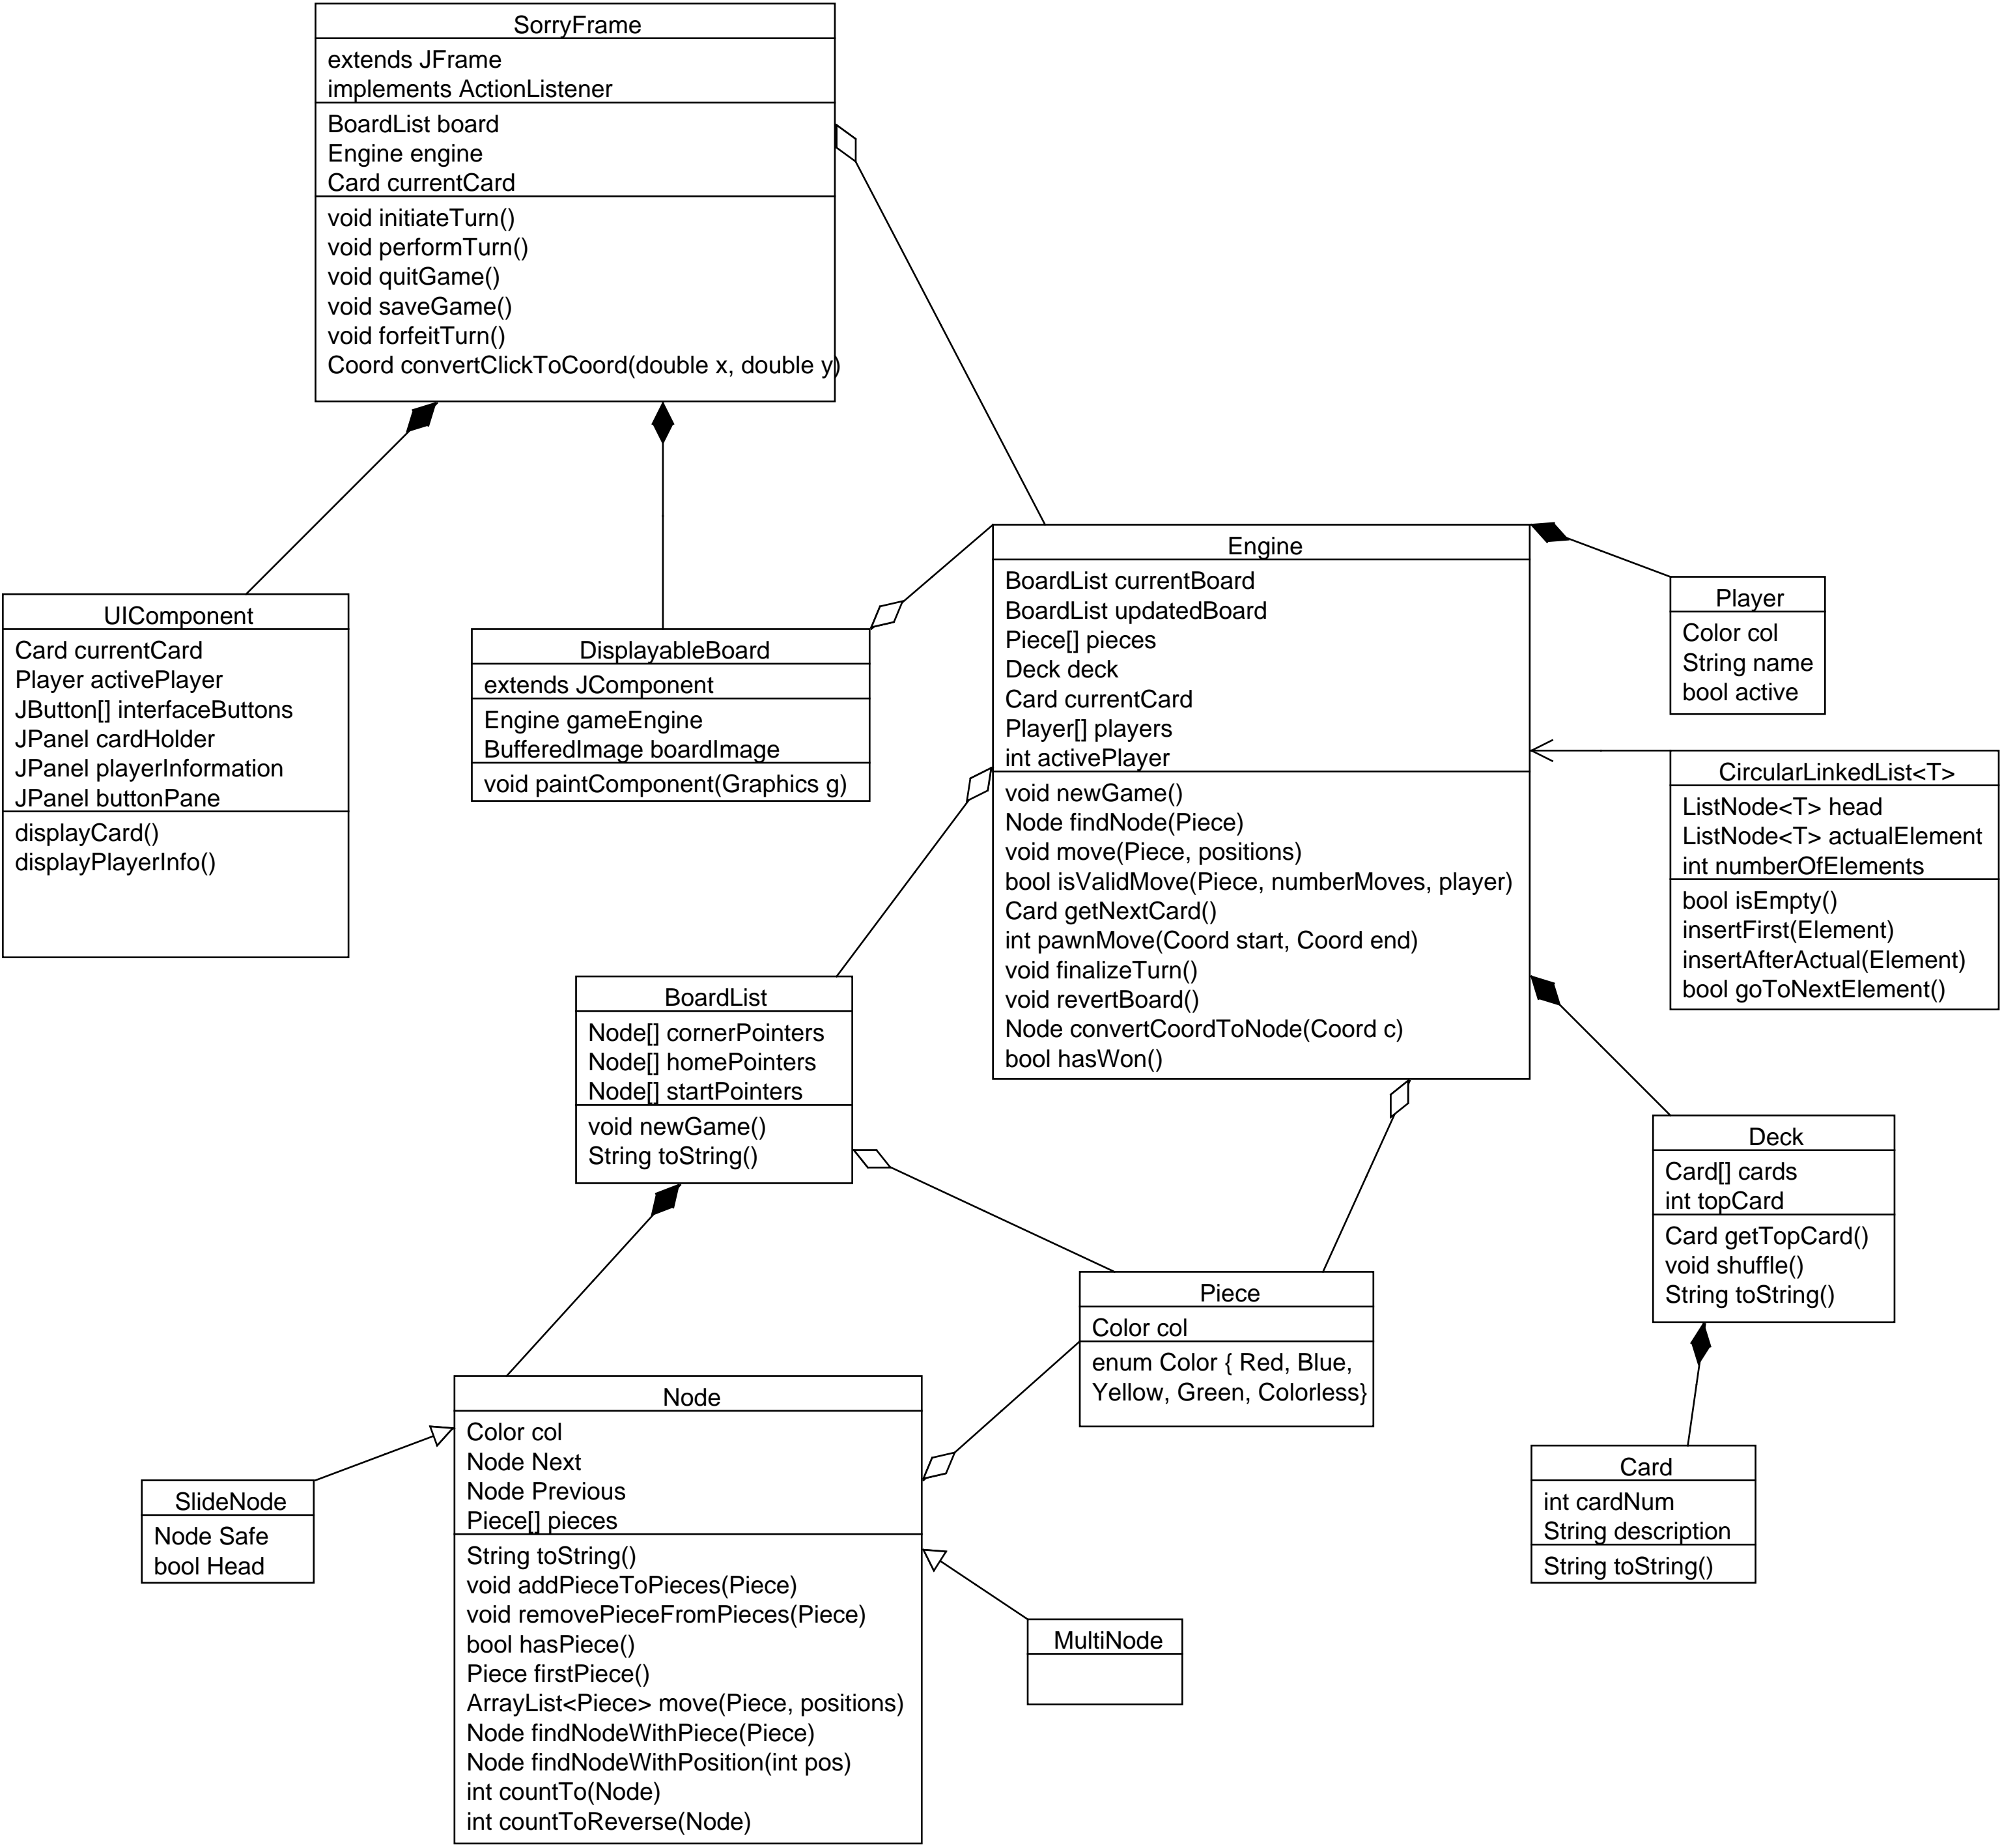 SorryFrame
extends JFrame
implements ActionListener
BoardList board
Engine engine
Card currentCard
void initiateTurn()
void performTurn()
void quitGame()
void saveGame()
void forfeitTurn()
Coord convertClickToCoord(double x, double y)
UIComponent
Card currentCard
Player activePlayer
JButton[] interfaceButtons
JPanel cardHolder
JPanel playerInformation
JPanel buttonPane
displayCard()
displayPlayerInfo()
DisplayableBoard
extends JComponent
Engine gameEngine
BufferedImage boardImage
void paintComponent(Graphics g)
Engine
BoardList currentBoard
BoardList updatedBoard
Piece[] pieces
Deck deck
Card currentCard
Player[] players
int activePlayer
void newGame()
Node findNode(Piece)
void move(Piece, positions)
bool isValidMove(Piece, numberMoves, player)
Card getNextCard()
int pawnMove(Coord start, Coord end)
void finalizeTurn()
void revertBoard()
Node convertCoordToNode(Coord c)
bool hasWon()
Player
Color col
String name
bool active
CircularLinkedList<T>
ListNode<T> head
ListNode<T> actualElement
int numberOfElements
bool isEmpty()
insertFirst(Element)
insertAfterActual(Element)
bool goToNextElement()
BoardList
Node[] cornerPointers
Node[] homePointers
Node[] startPointers
void newGame()
String toString()
Deck
Card[] cards
int topCard
Card getTopCard()
void shuffle()
String toString()
Piece
Color col
enum Color { Red, Blue,
Yellow, Green, Colorless}
Node
Color col
Node Next
Node Previous
Piece[] pieces
String toString()
void addPieceToPieces(Piece)
void removePieceFromPieces(Piece)
bool hasPiece()
Piece firstPiece()
ArrayList<Piece> move(Piece, positions)
Node findNodeWithPiece(Piece)
Node findNodeWithPosition(int pos)
int countTo(Node)
int countToReverse(Node)
SlideNode
Node Safe
bool Head
MultiNode
Card
int cardNum
String description
String toString()